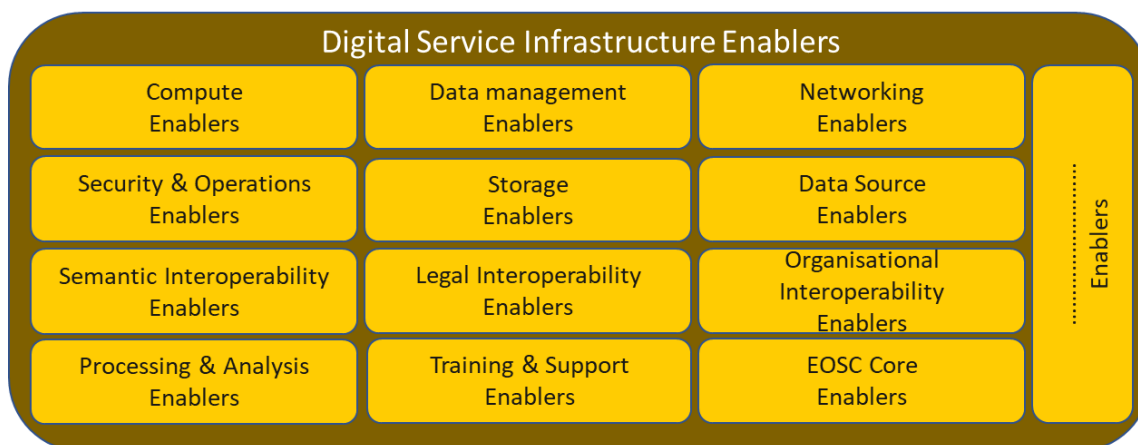 Digital Service Infrastructure Enablers
Compute
Enablers
Data management
Enablers
Networking
Enablers
Security & Operations
Enablers
Storage
Enablers
Data Source
Enablers
Semantic Interoperability
Enablers
Legal Interoperability
Enablers
Organisational
Interoperability
Enablers
Processing & Analysis
Enablers
Training & Support
Enablers
EOSC Core
Enablers
............................
Enablers